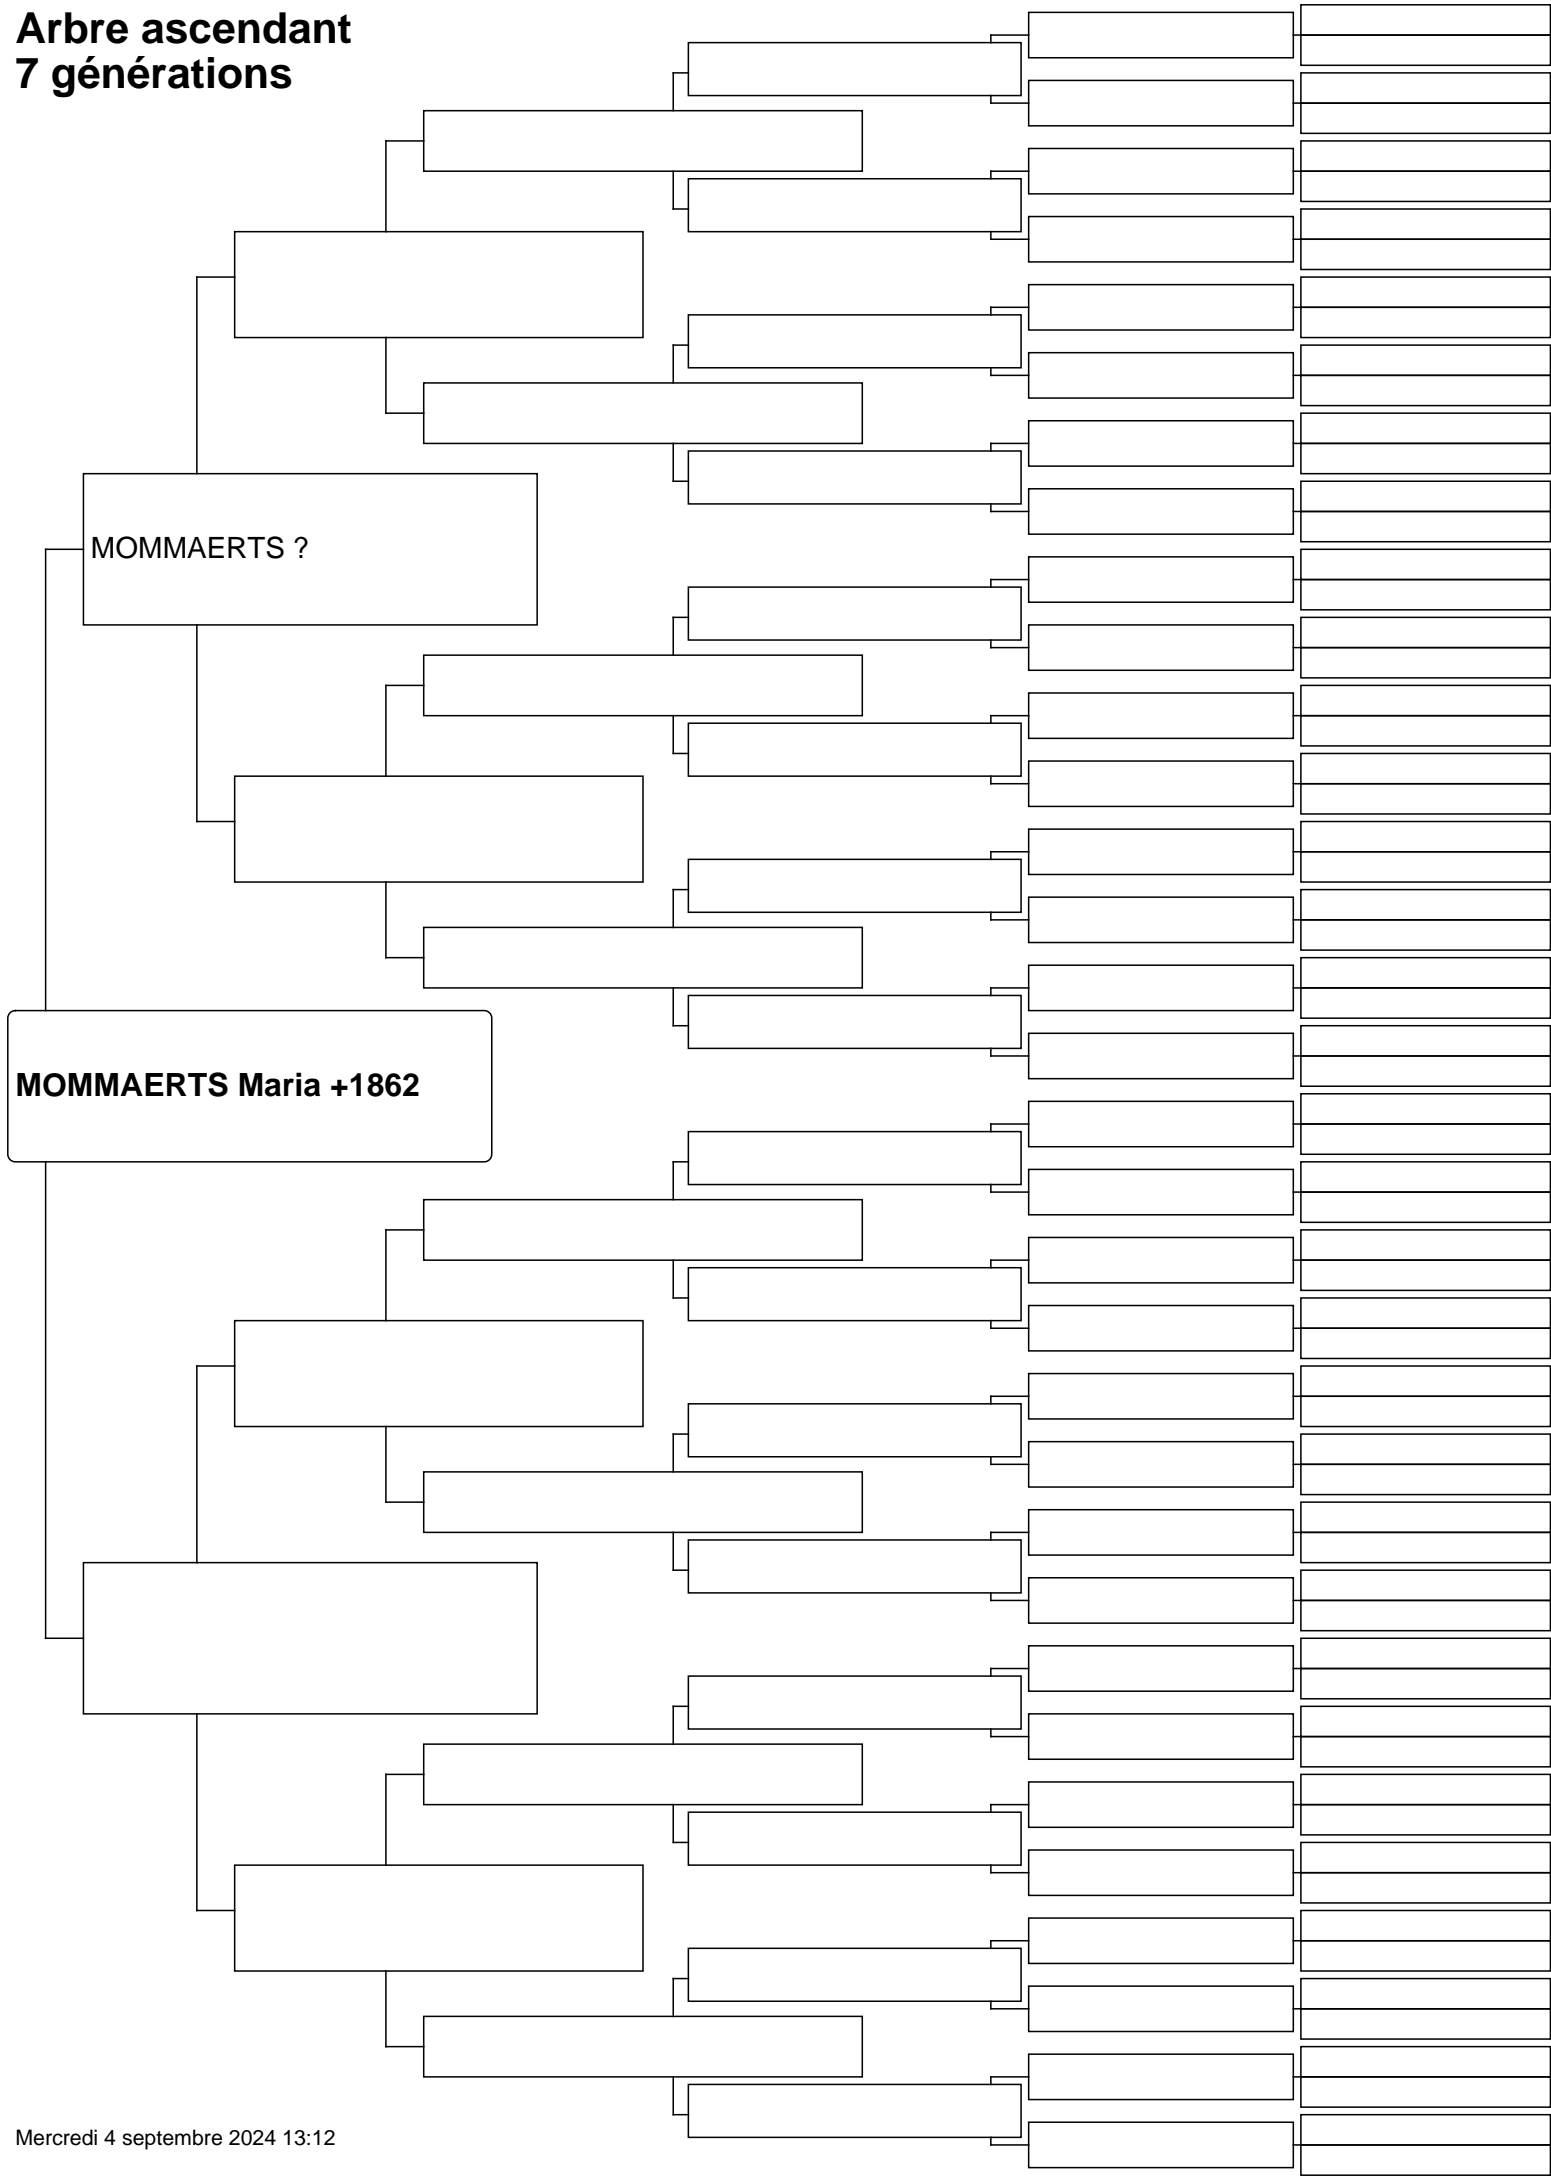 Arbre ascendant
7 générations
MOMMAERTS ?
MOMMAERTS Maria +1862
Mercredi 4 septembre 2024 13:12